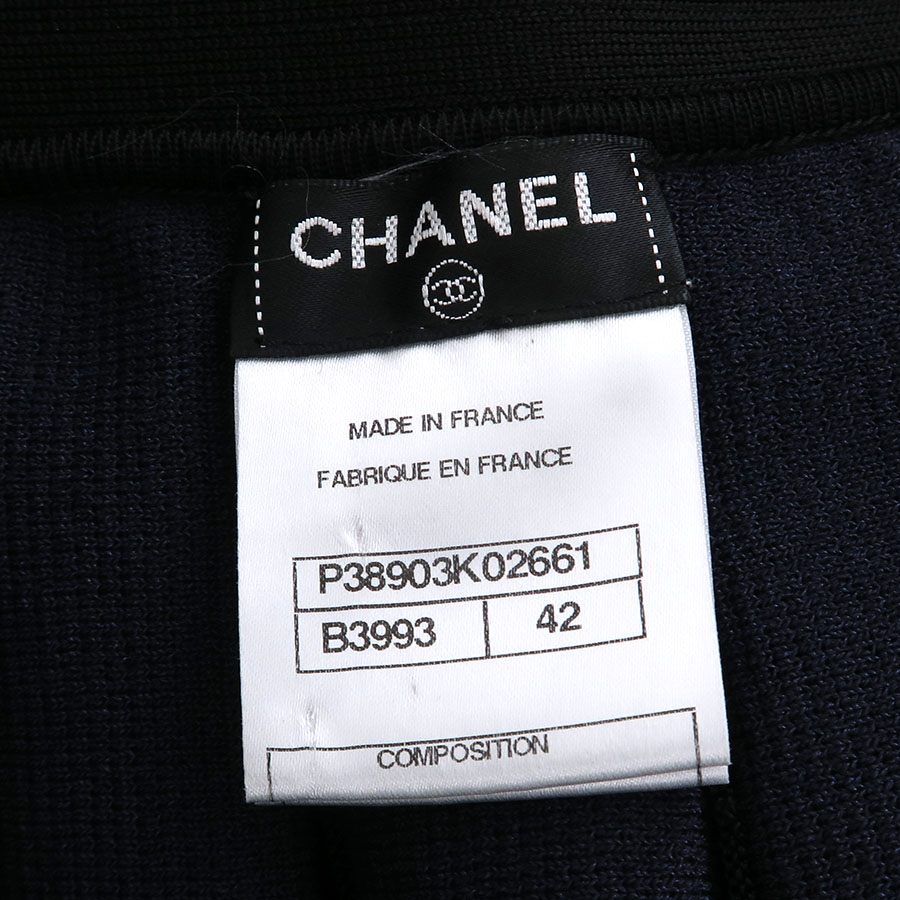 CHANEL
MADE IN FRANCE
FABRIQUE EN FRANCE
P38903K02661
B3993 42
COMPOSITION